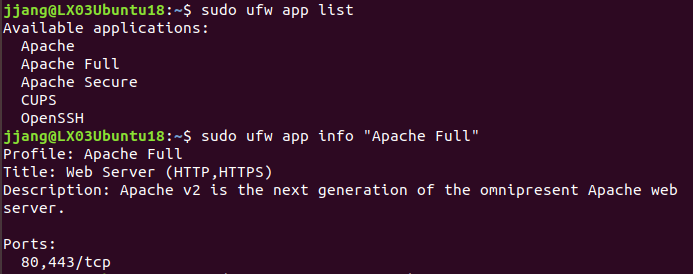 jjang@LX03Ubuntu18:~$ sudo ufw app list
Available applications:
  Apache
  Apache Full
  Apache Secure
  CUPS
  OpenSSH
jjang@LX03Ubuntu18:~$ sudo ufw app info "Apache Full"
Profile: Apache Full
Title: Web Server (HTTP,HTTPS)
Description: Apache v2 is the next generation of the omnipresent Apache web
server.

Ports:
  80,443/tcp